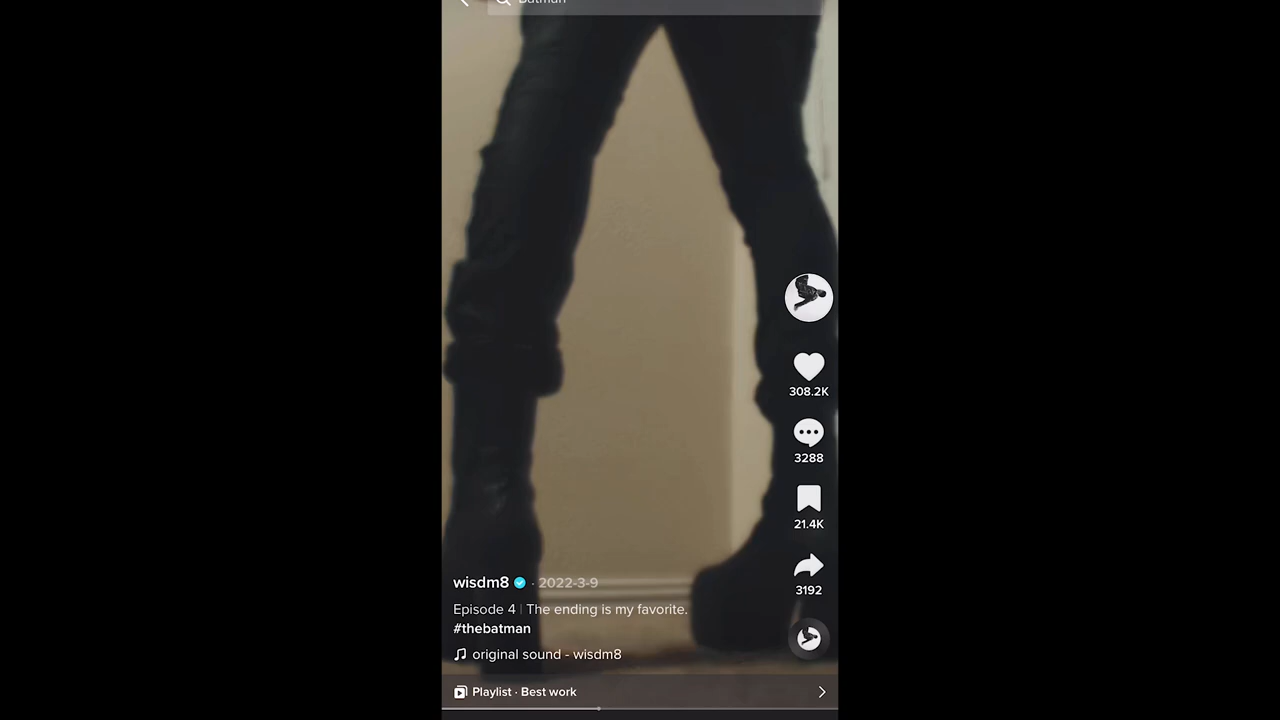 Batman
308.2K
3288
21.4K
3192
wisdm8 · 2022-3-9
Episode 4 | The ending is my favorite.
#thebatman
original sound - wisdm8
Playlist · Best work